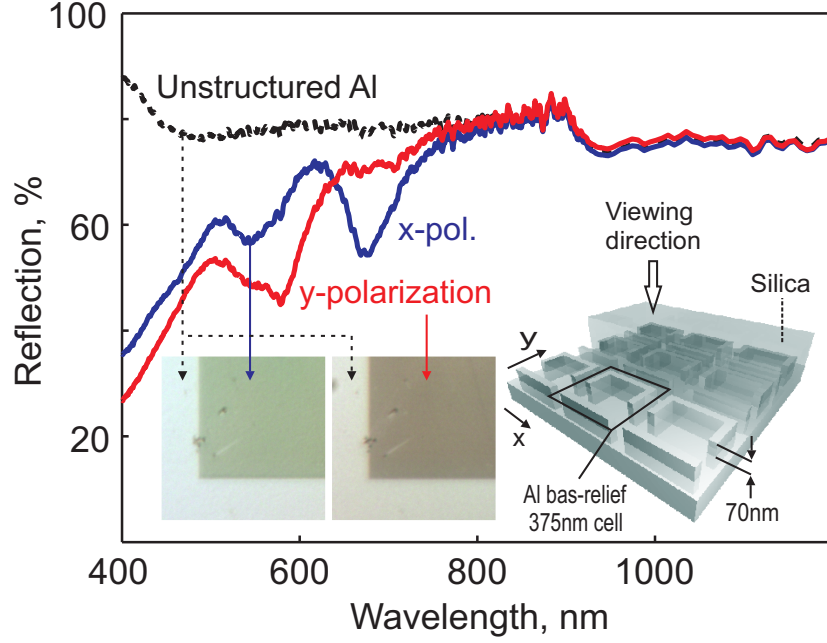 100
Unstructured Al
60
20
Reflection, %
x-pol.
y-polarization
Viewing
direction
Silica
y
x
Al bas-relief
375nm cell
70nm
400
600
800
1000
Wavelength, nm